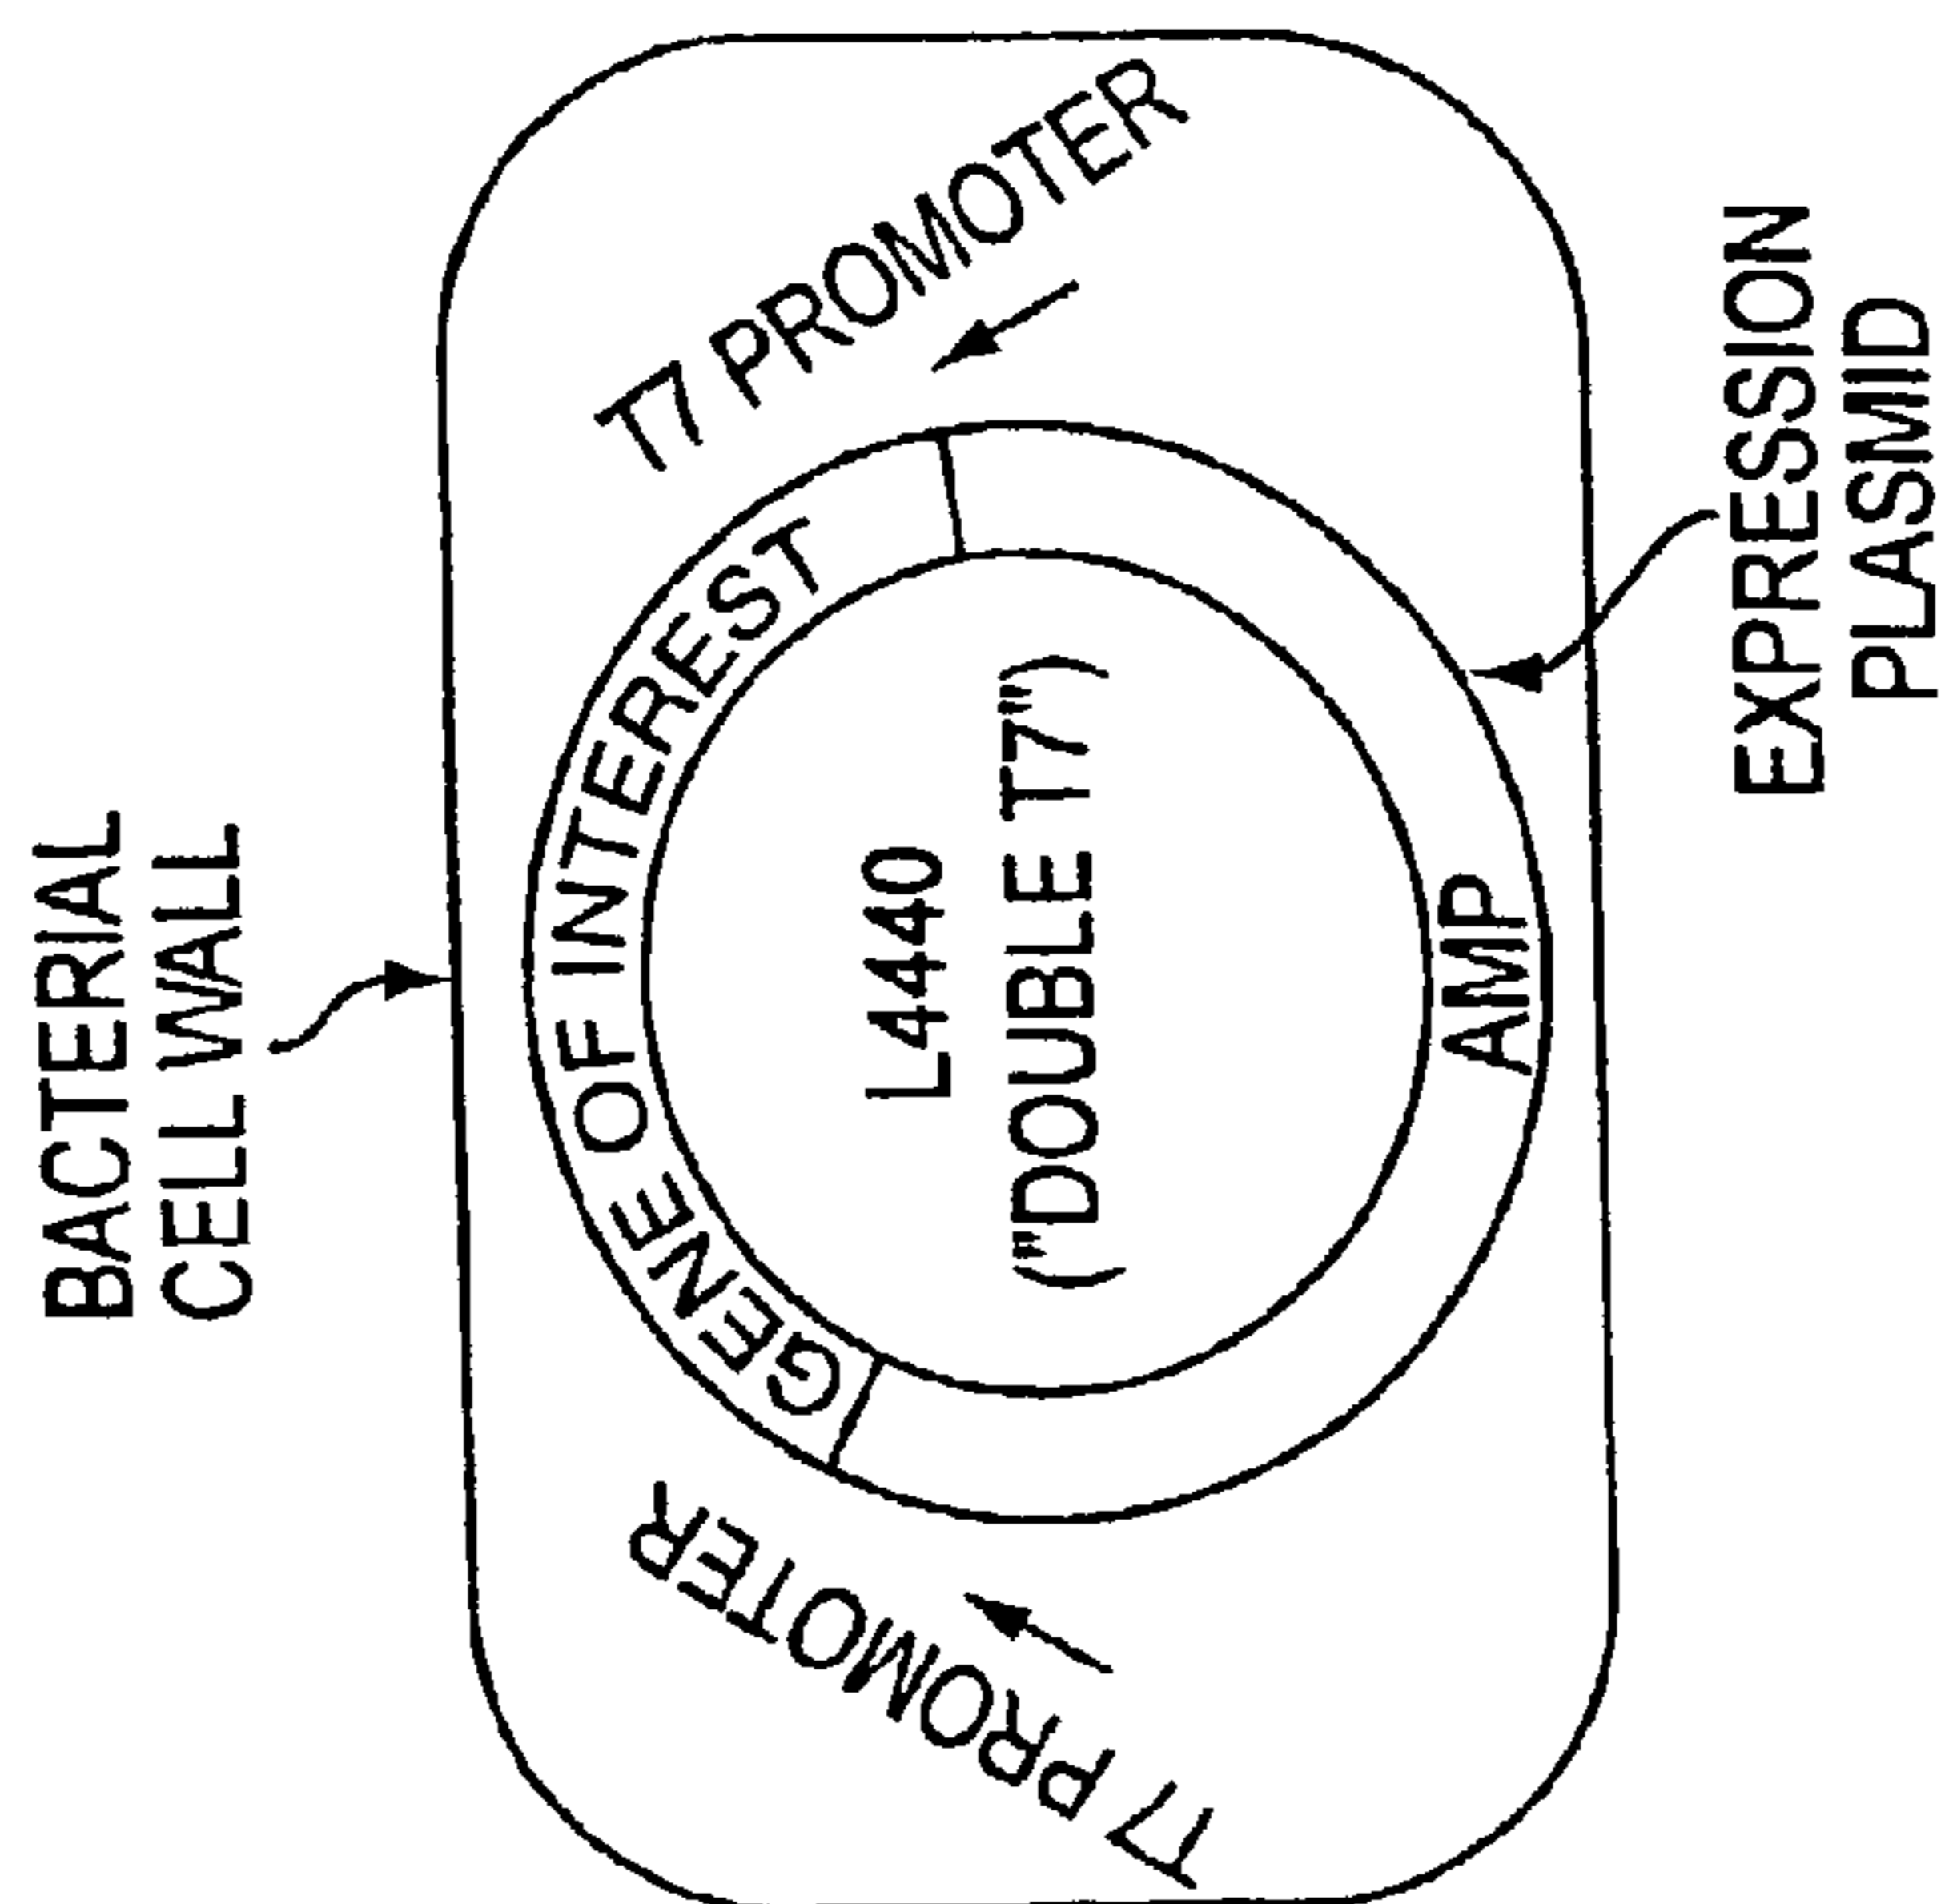 BACTERIAL
CELL WALL
T7 PROMOTER
GENE OF INTEREST
T7 PROMOTER
L4440
("DOUBLE T7")
AMP
EXPRESSION
PLASMID